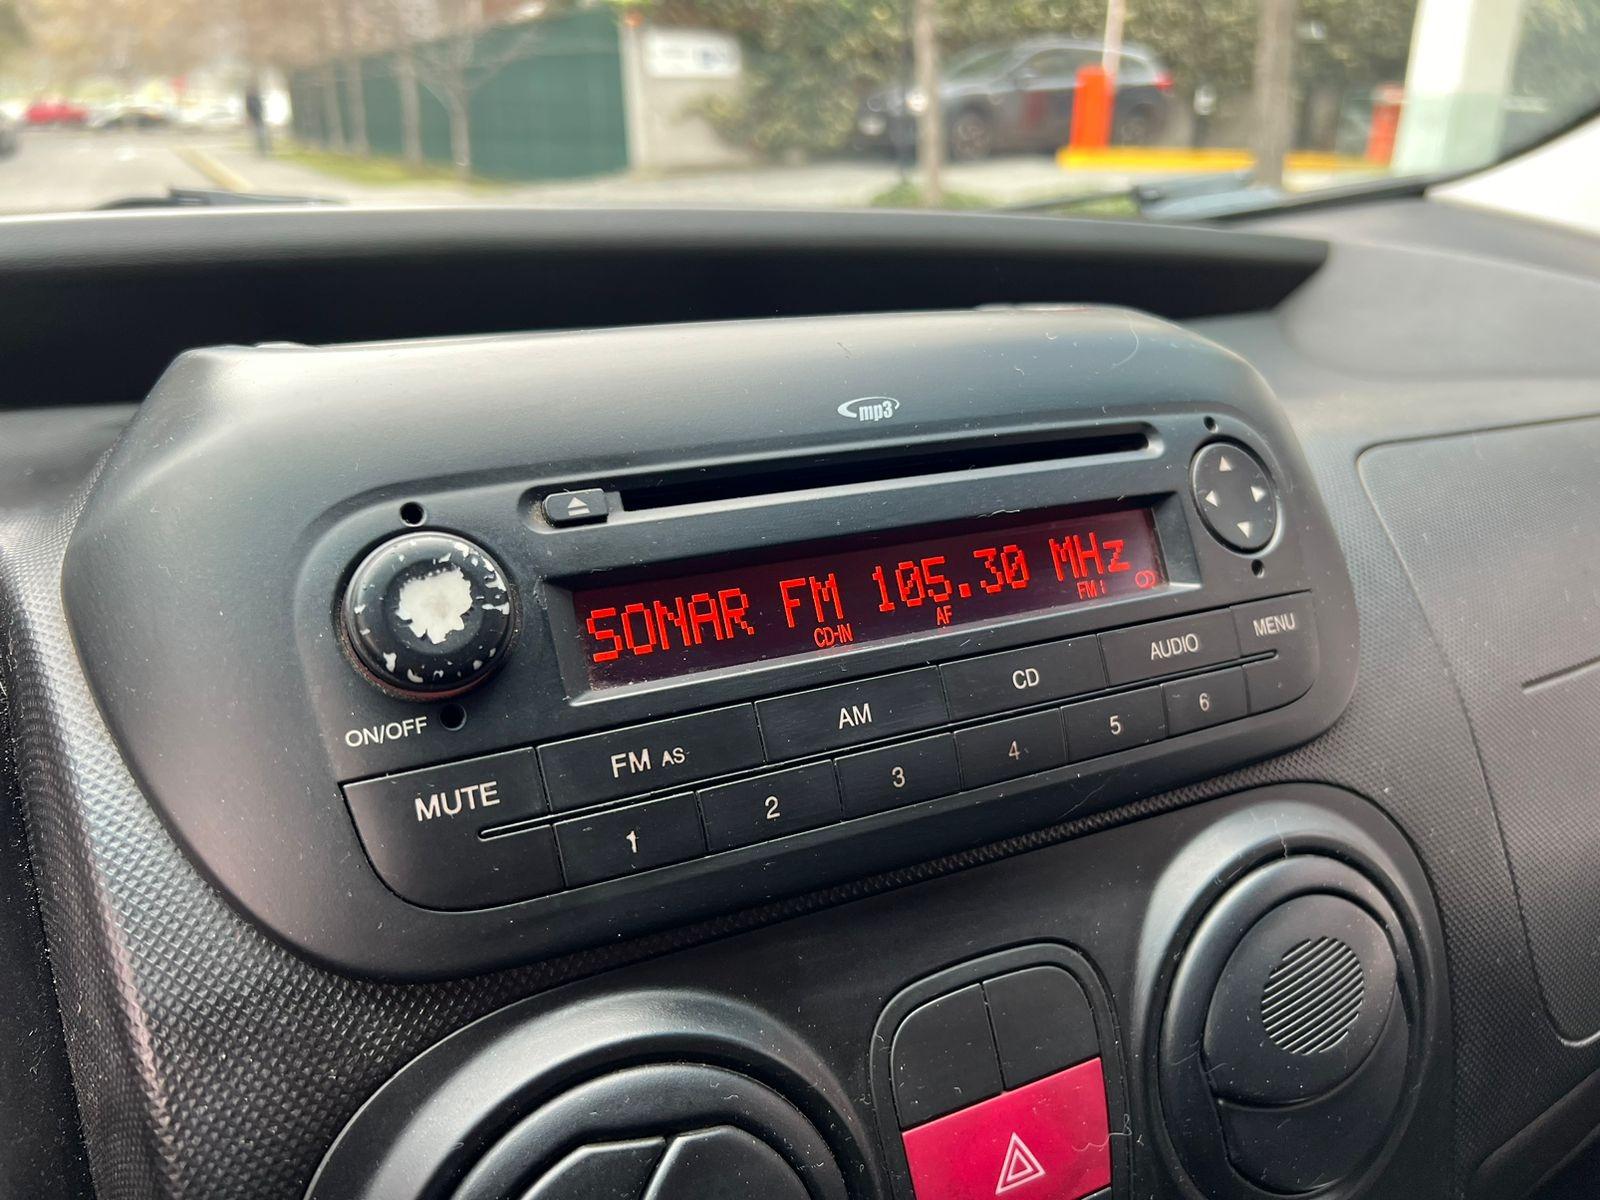 mp3
SONAR FM 105.30 MHz
CD-IN AF FM1
ON/OFF
MUTE FM AS AM CD AUDIO MENU
1 2 3 4 5 6